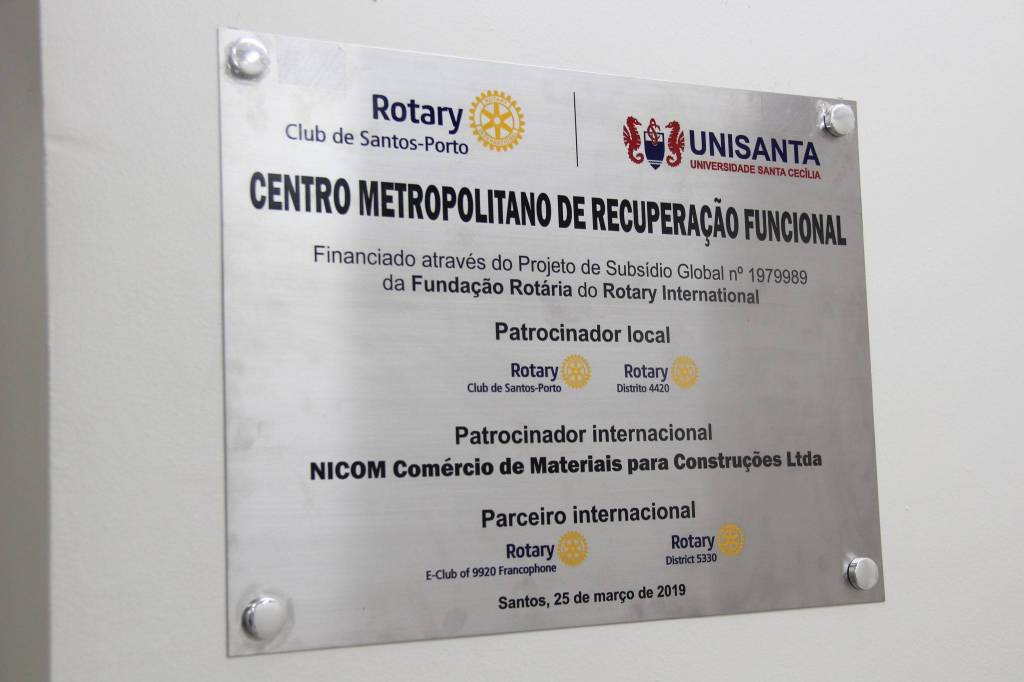 Rotary
Club de Santos-Porto
UNISANTA
UNIVERSIDADE SANTA CECÍLIA
CENTRO METROPOLITANO DE RECUPERAÇÃO FUNCIONAL
Financiado através do Projeto de Subsídio Global nº 1979989
da Fundação Rotária do Rotary International
Patrocinador local
Rotary
Club de Santos-Porto
Rotary
Distrito 4420
Patrocinador internacional
NICOM Comércio de Materiais para Construções Ltda
Parceiro internacional
Rotary
E-Club of 9920 Francophone
Rotary
District 5330
Santos, 25 de março de 2019